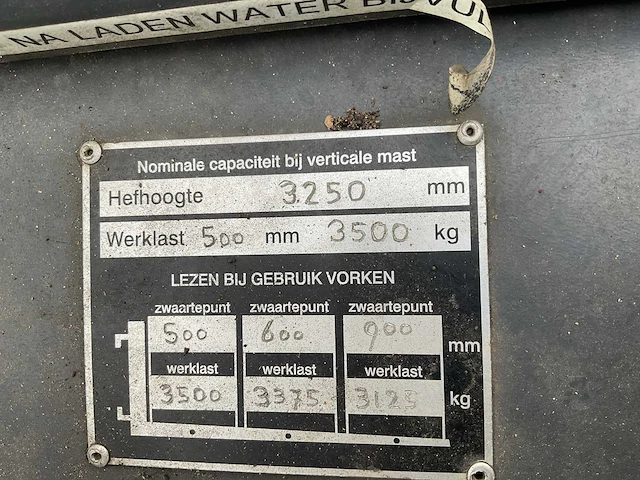 NA LADEN WATER BIJVUL
Nominale capaciteit bij verticale mast
Hefhoogte 3250 mm
Werklast 500 mm 3500 kg
LEZEN BIJ GEBRUIK VORKEN
zwaartepunt zwaartepunt zwaartepunt
500 600 900 mm
werklast werklast werklast
3500 3375 3125 kg